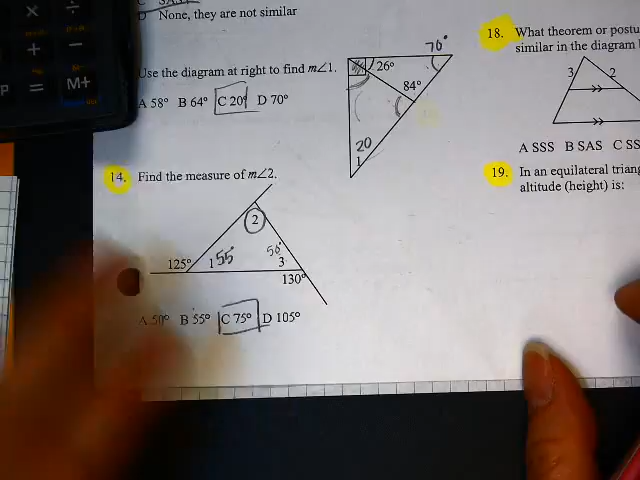 None, they are not similar
Use the diagram at right to find m∠1.
A 58° B 64° C 20° D 70°
70°
26°
84°
20
1
14. Find the measure of m∠2.
2
125° 1 55° 50°
3
130°
A 50° B 55° C 75° D 105°
18. What theorem or postu
similar in the diagram
3 2
A SSS B SAS C SS
19. In an equilateral trian
altitude (height) is:
× + − = M+